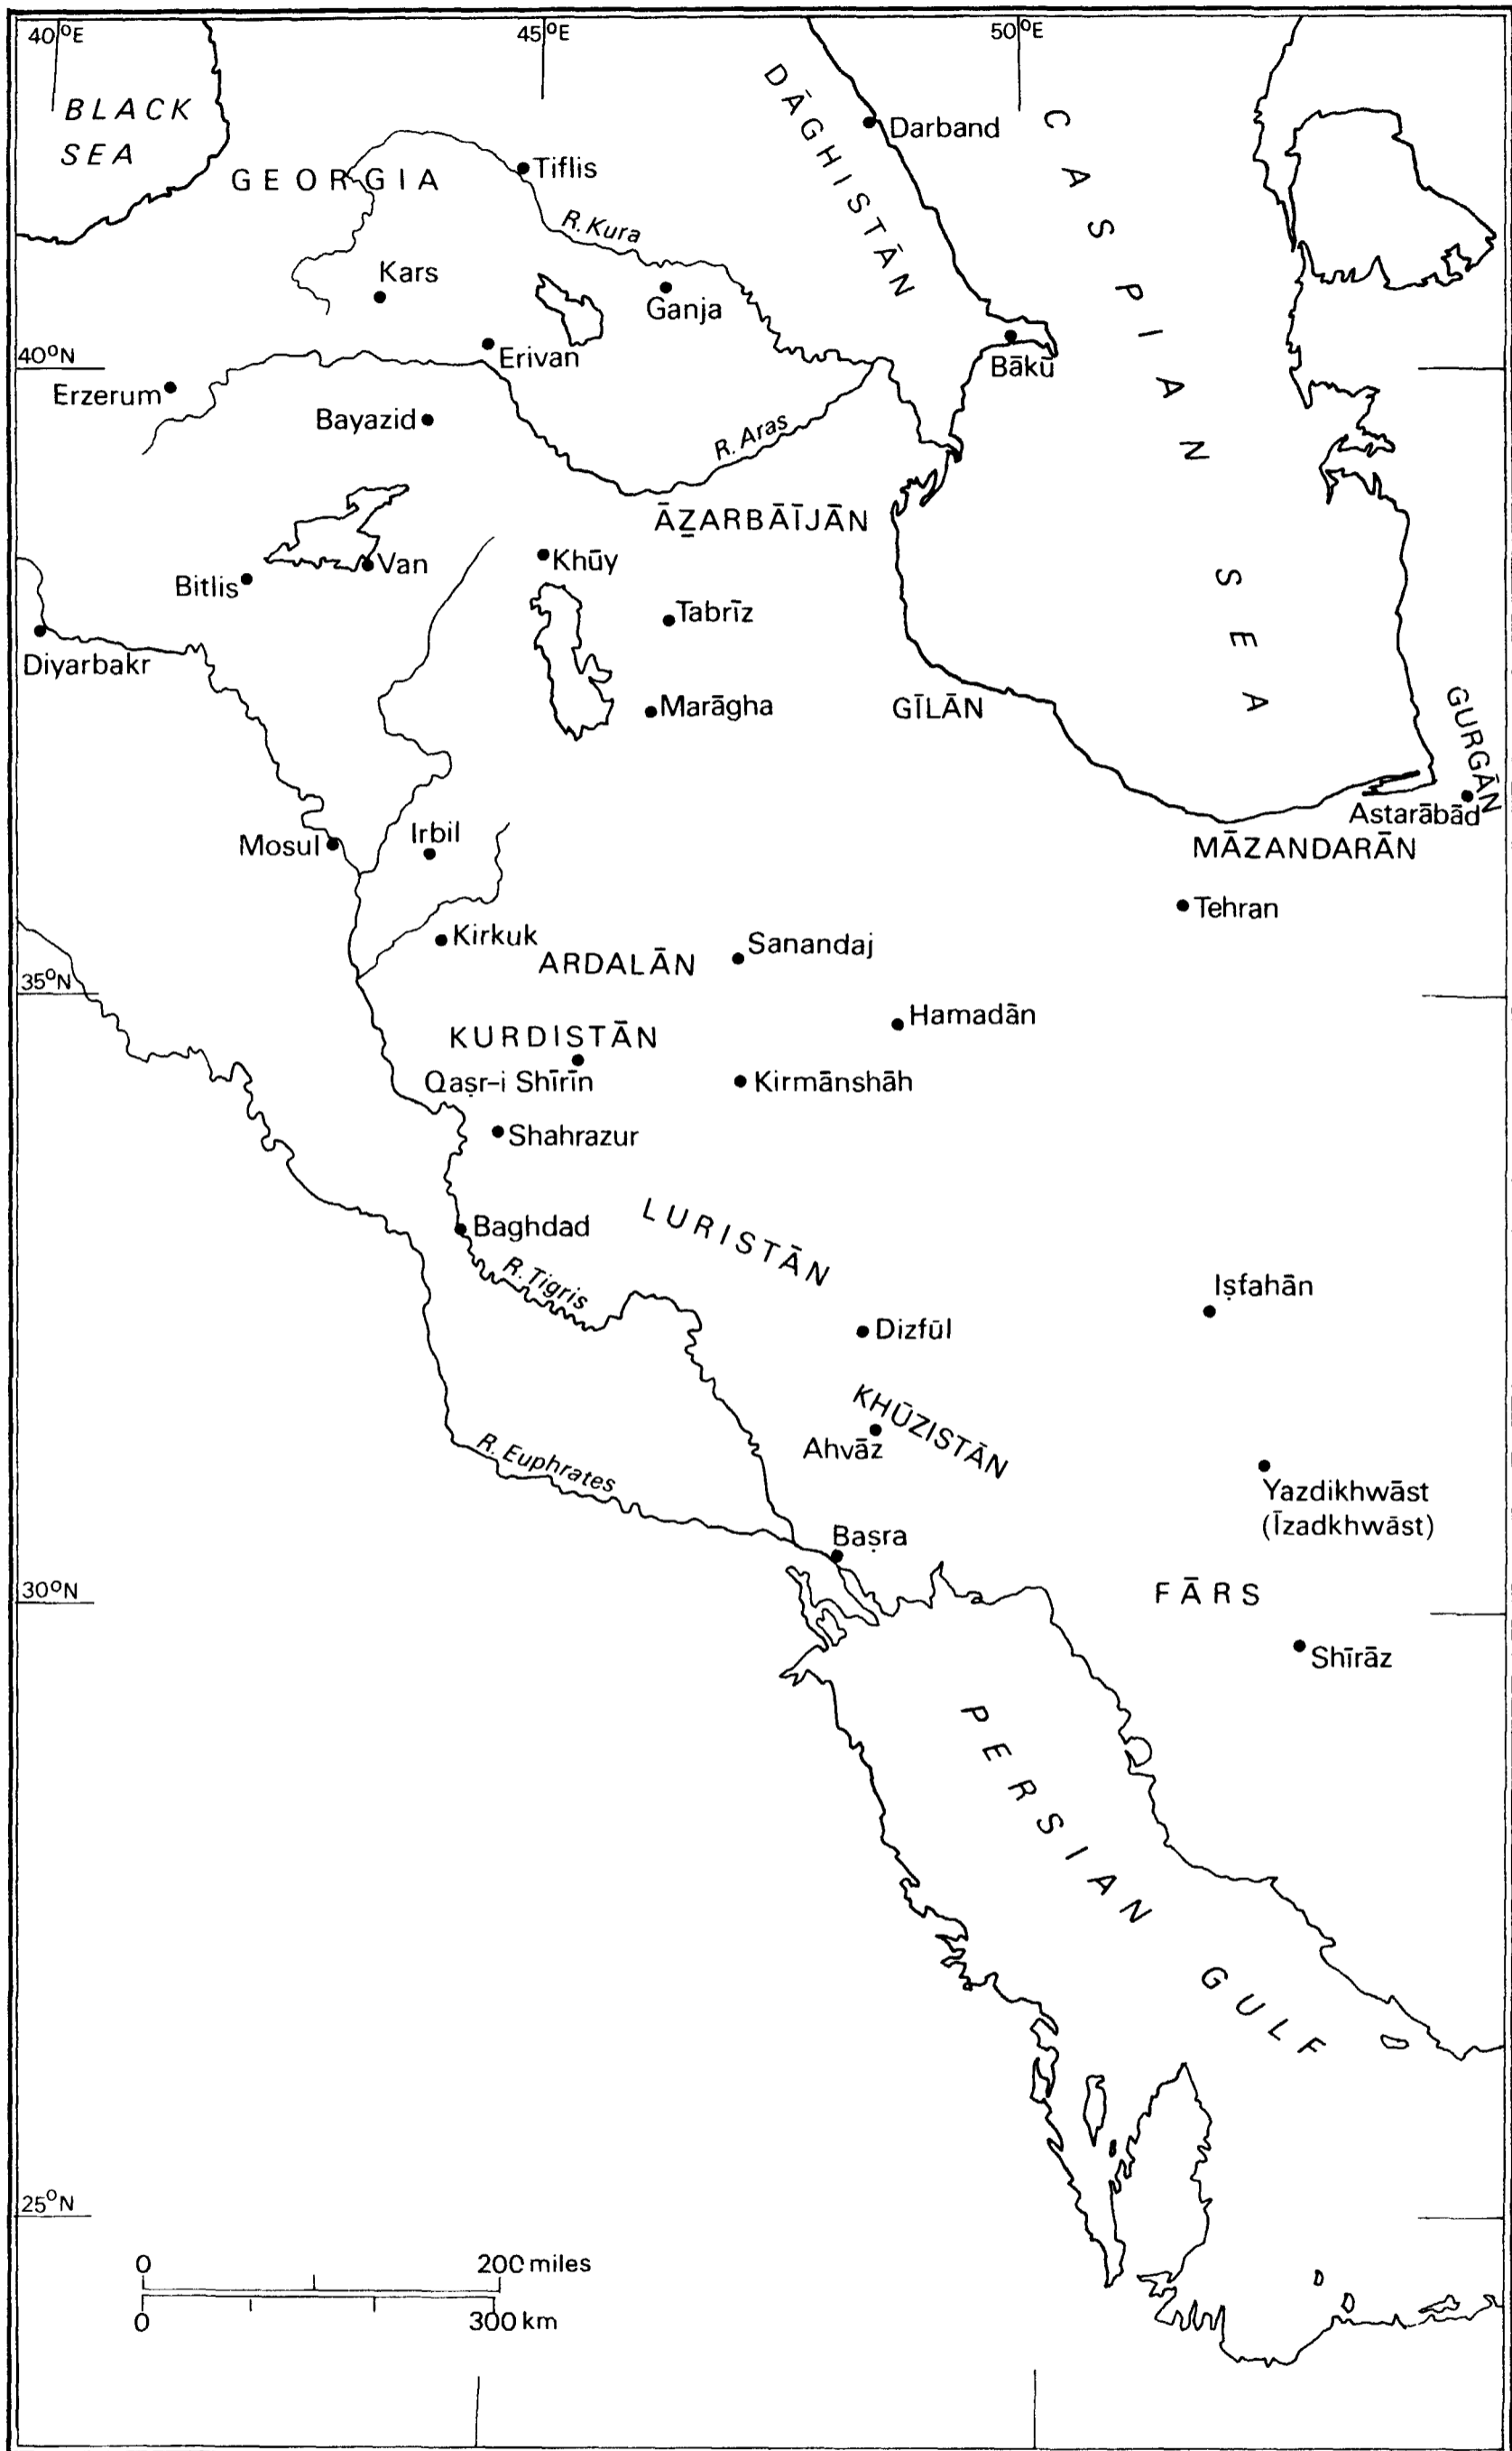 40°E
45°E
50°E
BLACK
SEA
GEORGIA
Tiflis
DĀGHISTĀN
Darband
CASPIAN SEA
R. Kura
Kars
Ganja
Erivan
40°N
Bākū
Erzerum
Bayazid
R. Aras
ĀẔARBĀĪJĀN
Khūy
Van
Bitlis
Tabrīz
Diyarbakr
Marāgha
GĪLĀN
GURGĀN
Astarābād
Mosul
Irbil
MĀZANDARĀN
Tehran
Kirkuk
ARDALĀN
Sanandaj
35°N
Hamadān
KURDISTĀN
Qaṣr-i Shīrīn
Kirmānshāh
Shahrazur
Baghdad
LURISTĀN
R. Tigris
Iṣfahān
Dizfūl
KHŪZISTĀN
Ahvāz
R. Euphrates
Yazdikhwāst
(Īzadkhwāst)
Baṣra
30°N
FĀRS
Shīrāz
PERSIAN GULF
25°N
0 200 miles
0 300 km